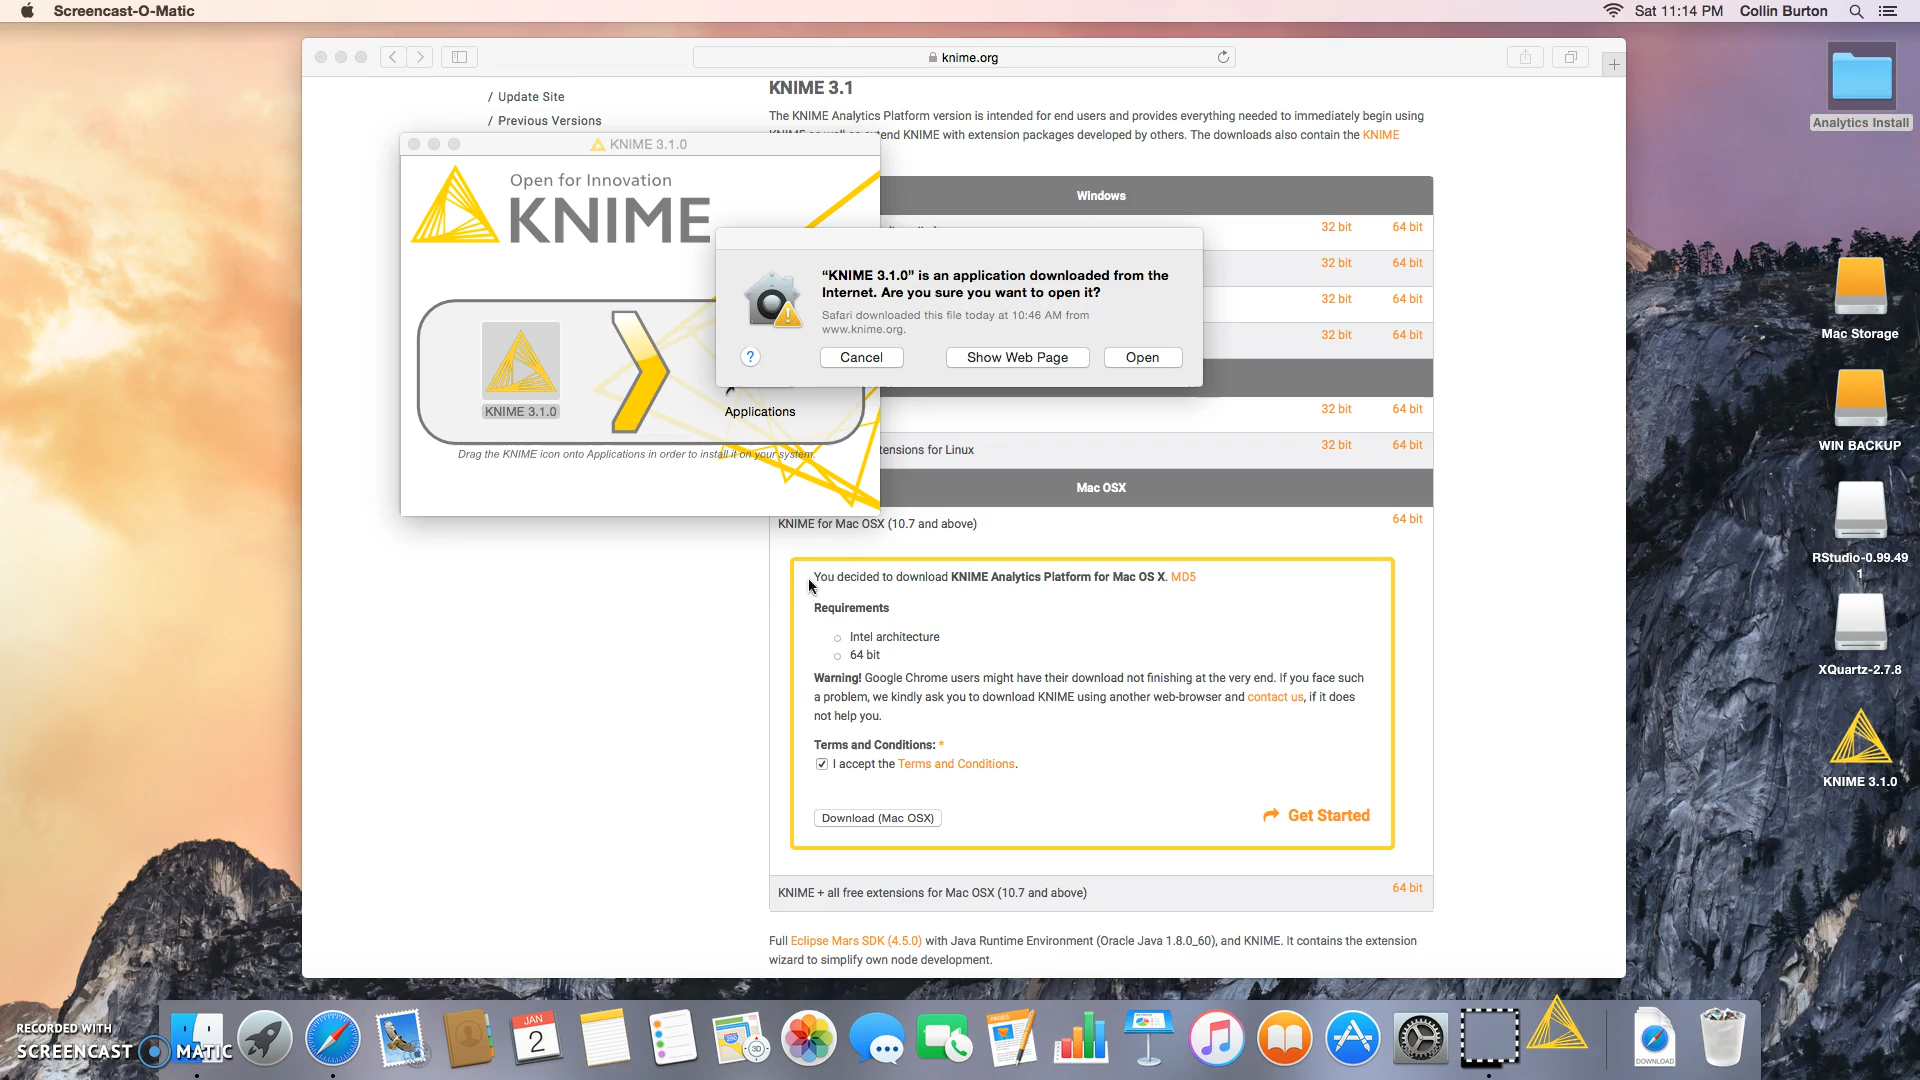 Screencast-O-Matic
Sat 11:14 PM
Collin Burton
knime.org
/ Update Site
/ Previous Versions
KNIME 3.1
The KNIME Analytics Platform version is intended for end users and provides everything needed to immediately begin using
end KNIME with extension packages developed by others. The downloads also contain the KNIME
Windows
32 bit 64 bit
32 bit 64 bit
32 bit 64 bit
32 bit 64 bit
32 bit 64 bit
tensions for Linux 32 bit 64 bit
Mac OSX
KNIME for Mac OSX (10.7 and above) 64 bit
You decided to download KNIME Analytics Platform for Mac OS X. MD5
Requirements
Intel architecture
64 bit
Warning! Google Chrome users might have their download not finishing at the very end. If you face such
a problem, we kindly ask you to download KNIME using another web-browser and contact us, if it does
not help you.
Terms and Conditions: *
I accept the Terms and Conditions.
Download (Mac OSX)
Get Started
KNIME + all free extensions for Mac OSX (10.7 and above) 64 bit
Full Eclipse Mars SDK (4.5.0) with Java Runtime Environment (Oracle Java 1.8.0_60), and KNIME. It contains the extension
wizard to simplify own node development.
KNIME 3.1.0
Open for Innovation
KNIME
KNIME 3.1.0
Applications
Drag the KNIME icon onto Applications in order to install it on your system.
“KNIME 3.1.0” is an application downloaded from the
Internet. Are you sure you want to open it?
Safari downloaded this file today at 10:46 AM from
www.knime.org.
?
Cancel
Show Web Page
Open
Analytics Install
Mac Storage
WIN BACKUP
RStudio-0.99.49
1
XQuartz-2.7.8
KNIME 3.1.0
JAN
2
PAGES
280
3D
DOWNLOAD
RECORDED WITH
SCREENCAST MATIC